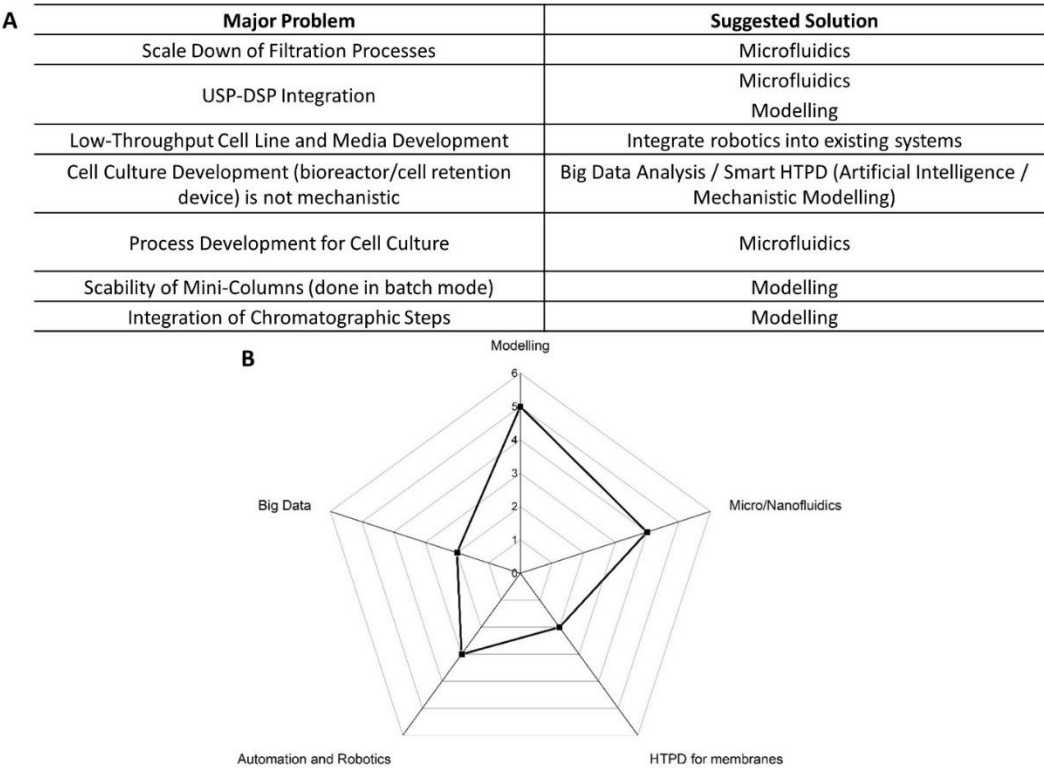 A
Major Problem
Suggested Solution
Scale Down of Filtration Processes
Microfluidics
USP-DSP Integration
Microfluidics
Modelling
Low-Throughput Cell Line and Media Development
Integrate robotics into existing systems
Cell Culture Development (bioreactor/cell retention
device) is not mechanistic
Big Data Analysis / Smart HTPD (Artificial Intelligence /
Mechanistic Modelling)
Process Development for Cell Culture
Microfluidics
Scability of Mini-Columns (done in batch mode)
Modelling
Integration of Chromatographic Steps
Modelling
B
Modelling
6
5
4
3
2
1
0
Big Data
Micro/Nanofluidics
Automation and Robotics
HTPD for membranes